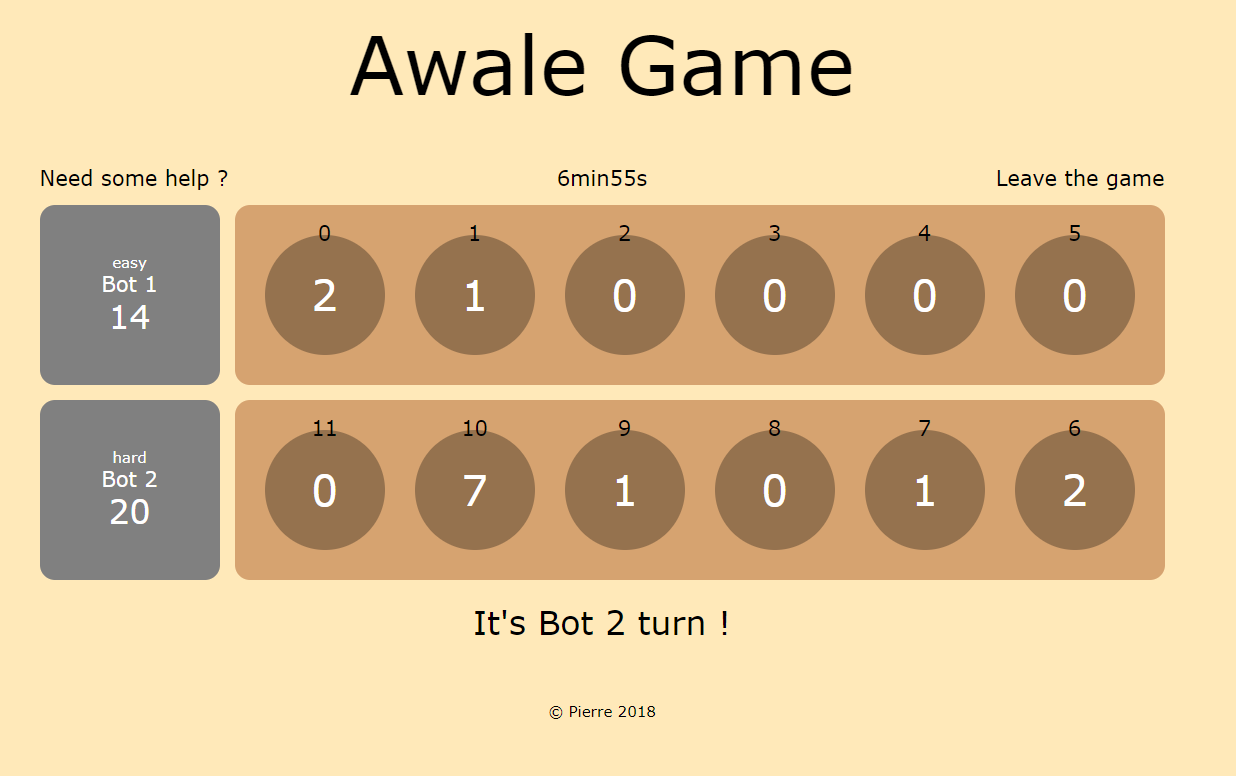 Awale Game
Need some help ? 6min55s Leave the game
easy
Bot 1
14
0 1 2 3 4 5
2 1 0 0 0 0
hard
Bot 2
20
11 10 9 8 7 6
0 7 1 0 1 2
It's Bot 2 turn !
© Pierre 2018